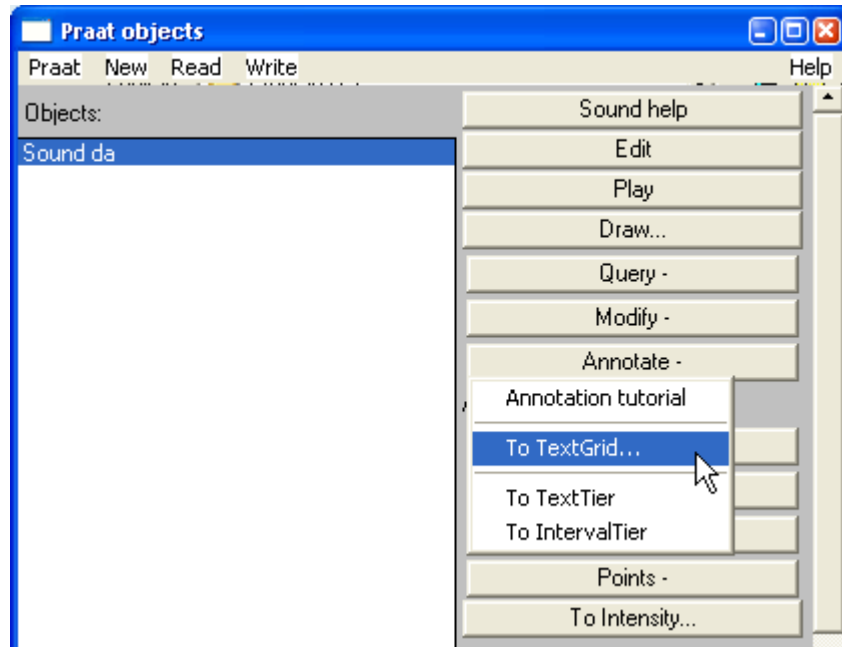 Praat objects
Praat New Read Write Help
Objects:
Sound da
Sound help
Edit
Play
Draw...
Query -
Modify -
Annotate -
Annotation tutorial
To TextGrid...
To TextTier
To IntervalTier
Points -
To Intensity...